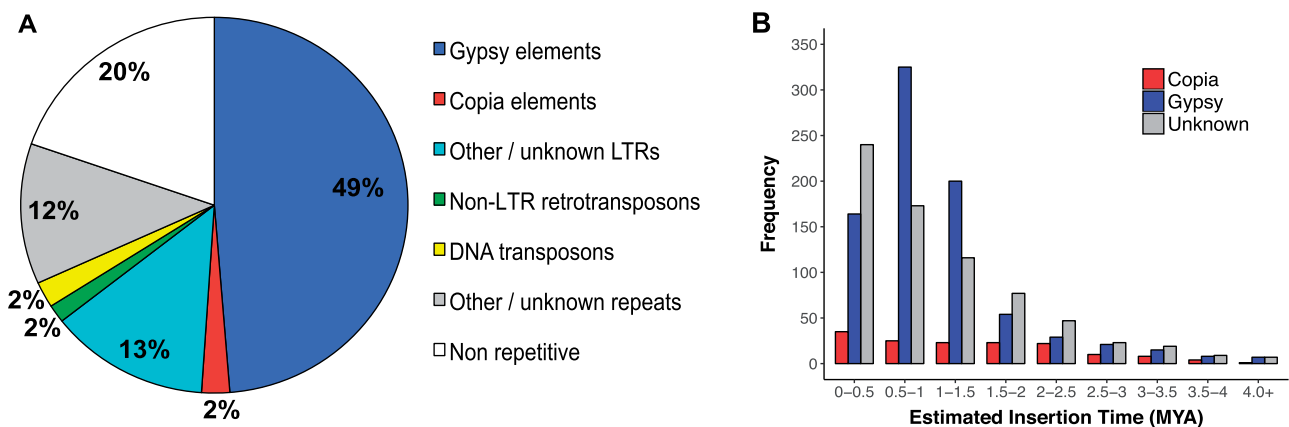 A
20%
49%
12%
2%
2%
13%
2%
Gypsy elements
Copia elements
Other / unknown LTRs
Non-LTR retrotransposons
DNA transposons
Other / unknown repeats
Non repetitive
B
350
300
250
200
150
100
50
0
Frequency
Copia
Gypsy
Unknown
0–0.5 0.5–1 1–1.5 1.5–2 2–2.5 2.5–3 3–3.5 3.5–4 4.0+
Estimated Insertion Time (MYA)